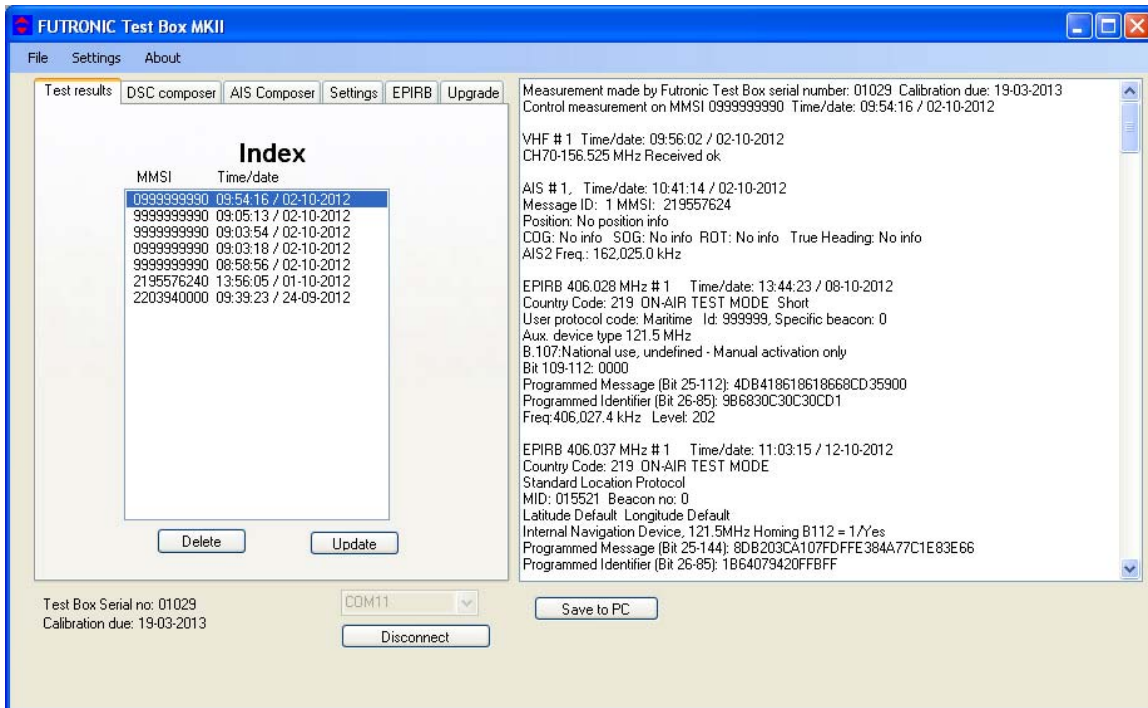 FUTRONIC Test Box MKII
File Settings About
Test results DSC composer AIS Composer Settings EPIRB Upgrade
Index
MMSI Time/date
0999999990 09:54:16 / 02-10-2012
9999999990 09:05:13 / 02-10-2012
9999999990 09:03:54 / 02-10-2012
0999999990 09:03:18 / 02-10-2012
9999999990 08:58:56 / 02-10-2012
2195576240 13:56:05 / 01-10-2012
2203940000 09:39:23 / 24-09-2012
Delete Update
Test Box Serial no: 01029
Calibration due: 19-03-2013
COM11
Disconnect
Measurement made by Futronic Test Box serial number: 01029 Calibration due: 19-03-2013
Control measurement on MMSI 0999999990 Time/date: 09:54:16 / 02-10-2012
VHF # 1 Time/date: 09:56:02 / 02-10-2012
CH70-156.525 MHz Received ok
AIS # 1, Time/date: 10:41:14 / 02-10-2012
Message ID: 1 MMSI: 219557624
Position: No position info
COG: No info SOG: No info ROT: No info True Heading: No info
AIS2 Freq.: 162,025.0 kHz
EPIRB 406.028 MHz # 1 Time/date: 13:44:23 / 08-10-2012
Country Code: 219 ON-AIR TEST MODE Short
User protocol code: Maritime Id: 999999, Specific beacon: 0
Aux. device type 121.5 MHz
B.107:National use, undefined - Manual activation only
Bit 109-112: 0000
Programmed Message (Bit 25-112): 4DB418618618668CD35900
Programmed Identifier (Bit 26-85): 9B6830C30C30CD1
Freq:406,027.4 kHz Level: 202
EPIRB 406.037 MHz # 1 Time/date: 11:03:15 / 12-10-2012
Country Code: 219 ON-AIR TEST MODE
Standard Location Protocol
MID: 015521 Beacon no: 0
Latitude Default Longitude Default
Internal Navigation Device, 121.5MHz Homing B112 = 1/Yes
Programmed Message (Bit 25-144): 8DB203CA107FDFFE384A77C1E83E66
Programmed Identifier (Bit 26-85): 1B64079420FFBFF
Save to PC